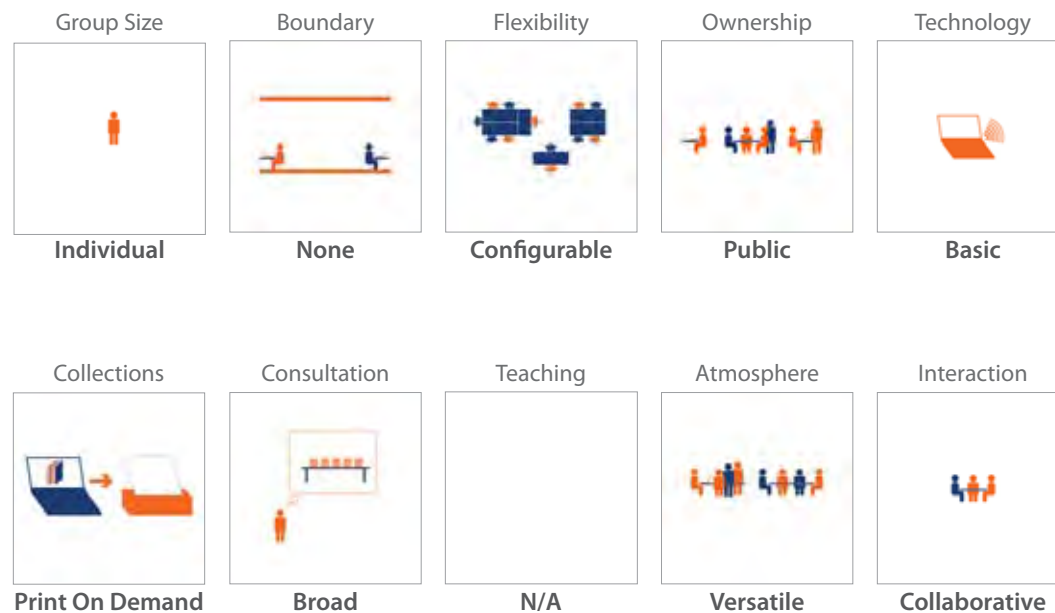 Group Size
Boundary
Flexibility
Ownership
Technology
Individual
None
Configurable
Public
Basic
Collections
Consultation
Teaching
Atmosphere
Interaction
Print On Demand
Broad
N/A
Versatile
Collaborative